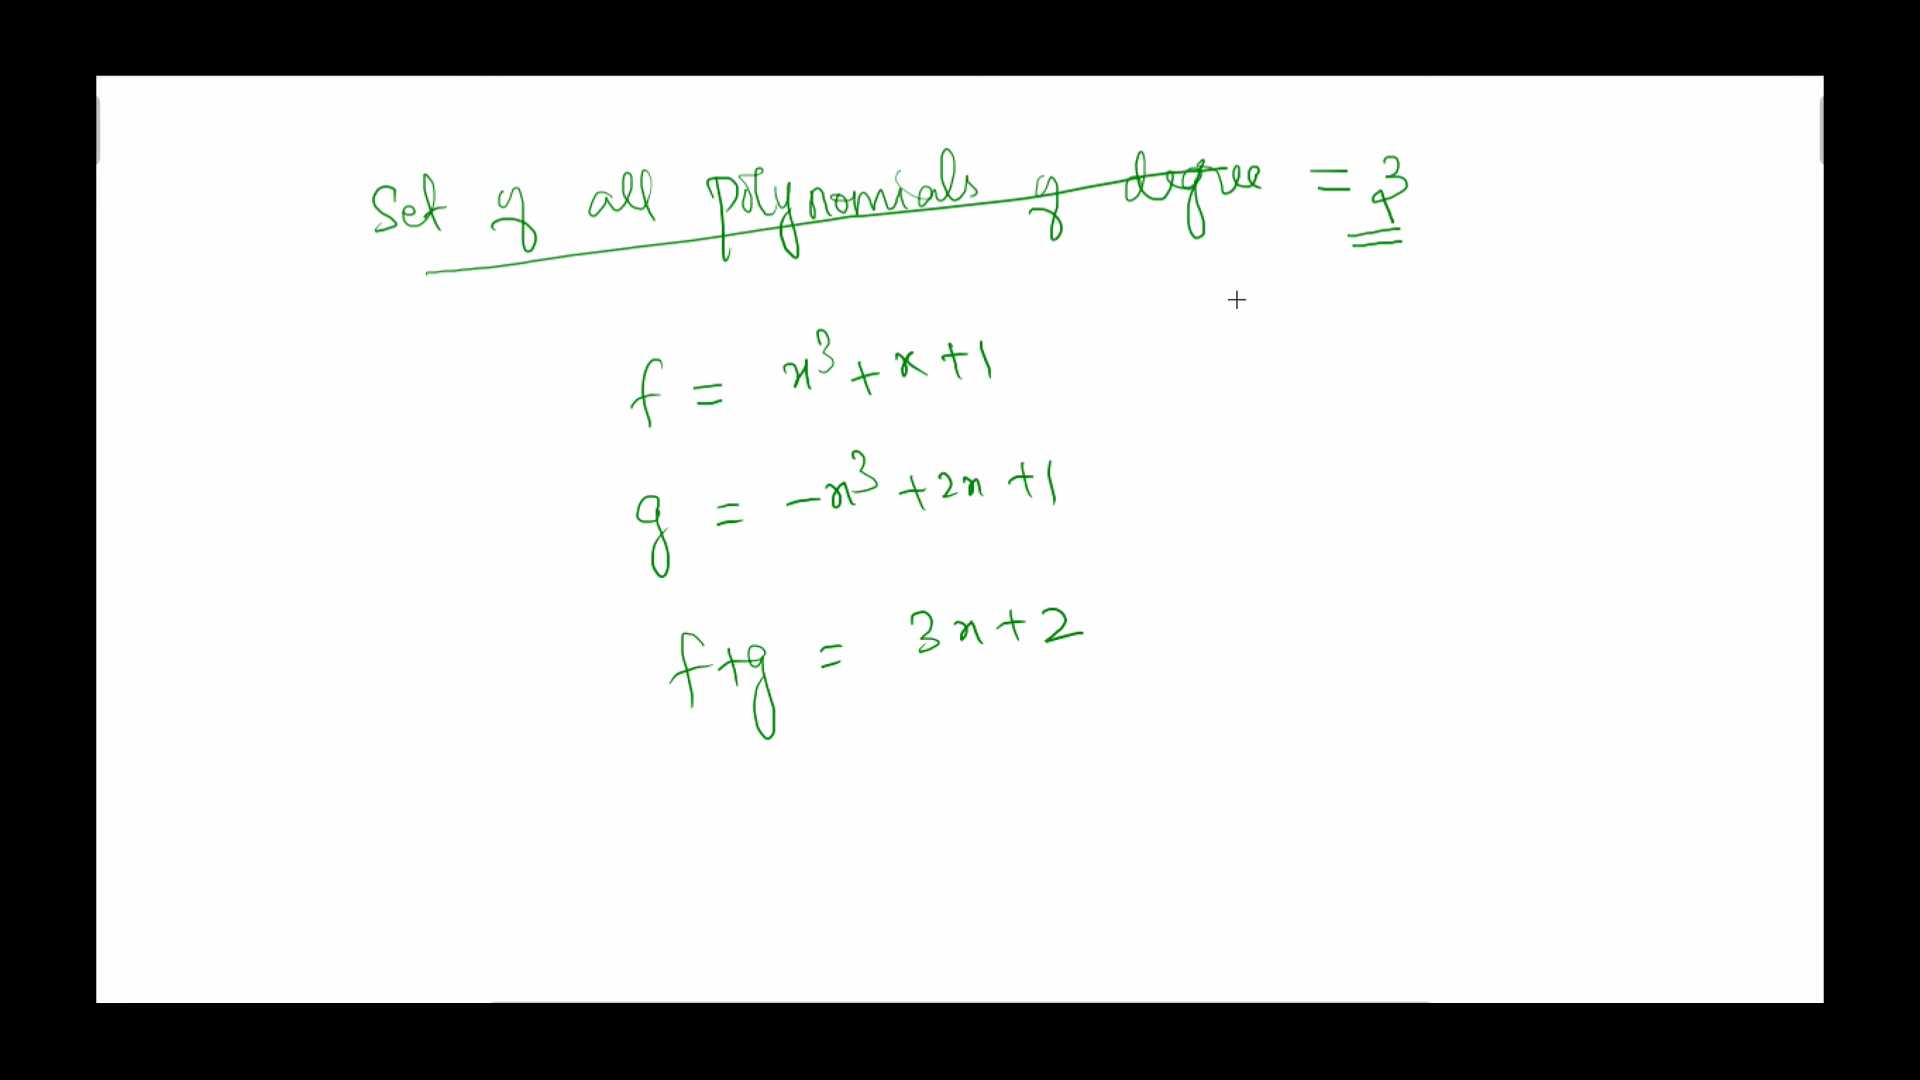 Set of all polynomials of degree = 3
f = x³ + x + 1
g = -x³ + 2x + 1
f+g = 3x + 2